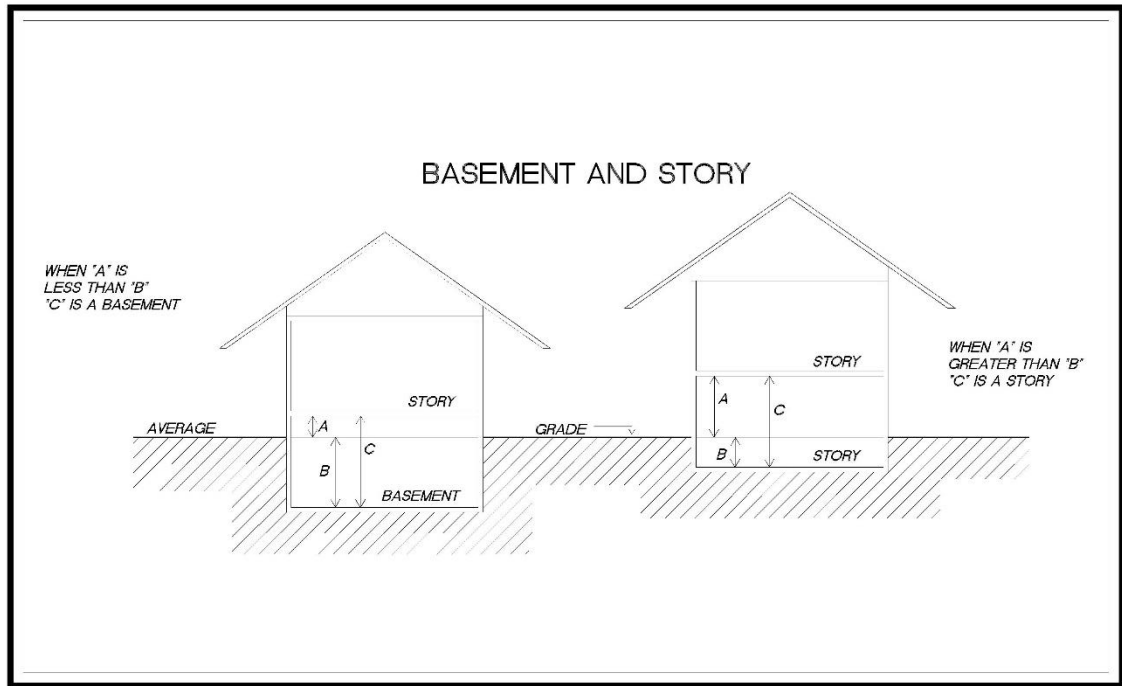 BASEMENT AND STORY
WHEN "A" IS
LESS THAN "B"
"C" IS A BASEMENT
WHEN "A" IS
GREATER THAN "B"
"C" IS A STORY
STORY
A
C
STORY
A
C
AVERAGE
GRADE
B
B
STORY
BASEMENT